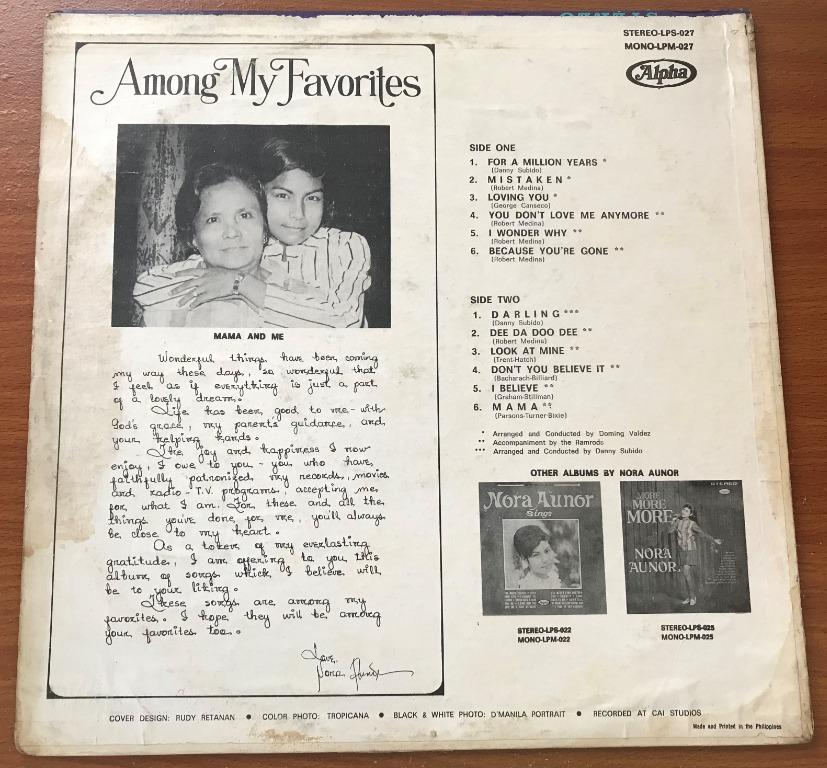 STEREO-LPS-027
MONO-LPM-027
Alpha
Among My Favorites
MAMA AND ME
Wonderful things have been coming
my way these days, so wonderful that
I feel as if everything is just a part
of a lovely dream.
Life has been good to me - with
God's grace, my parents' guidance, and
your helping hands.
The joy and happiness I now
enjoy, I owe to you - you who have
faithfully patronized my records, movies
and radio - T.V. programs, accepting me
for what I am. For these and all the
things you've done for me, you'll always
be close to my heart.
As a token of my everlasting
gratitude, I am offering to you this
album of songs which I believe will
be to your liking.
These songs are among my
favorites. I hope they will be among
your favorites too.
Love,
Nora Aunor
SIDE ONE
1. FOR A MILLION YEARS *
(Danny Subido)
2. MISTAKEN *
(Robert Medina)
3. LOVING YOU *
(George Canseco)
4. YOU DON'T LOVE ME ANYMORE **
(Robert Medina)
5. I WONDER WHY **
(Robert Medina)
6. BECAUSE YOU'RE GONE **
(Robert Medina)
SIDE TWO
1. DARLING ***
(Danny Subido)
2. DEE DA DOO DEE **
(Robert Medina)
3. LOOK AT MINE **
(Trent-Hatch)
4. DON'T YOU BELIEVE IT **
(Bacharach-Billiard)
5. I BELIEVE **
(Graham-Stillman)
6. MAMA **
(Parsons-Turner-Bixie)
* Arranged and Conducted by Doming Valdez
** Accompaniment by the Ramrods
*** Arranged and Conducted by Danny Subido
OTHER ALBUMS BY NORA AUNOR
Nora Aunor
Sings
STEREO
MORE
MORE
MORE
NORA
AUNOR
STEREO-LPS-022
MONO-LPM-022
STEREO-LPS-025
MONO-LPM-025
COVER DESIGN: RUDY RETANAN ● COLOR PHOTO: TROPICANA ● BLACK & WHITE PHOTO: D'MANILA PORTRAIT ● RECORDED AT CAI STUDIOS
Made and Printed in the Philippines